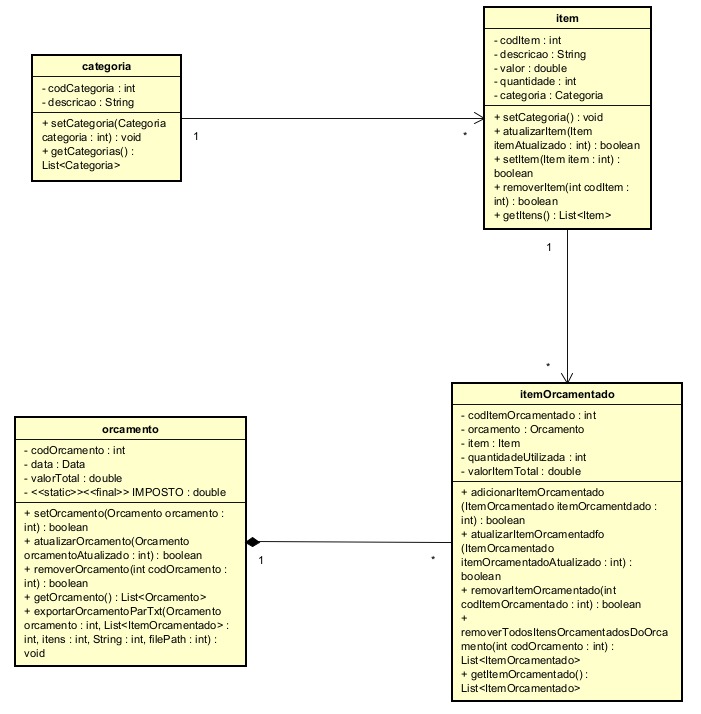 categoria
- codCategoria : int
- descricao : String
+ setCategoria(Categoria
categoria : int) : void
+ getCategorias() :
List<Categoria>
1
*
item
- codItem : int
- descricao : String
- valor : double
- quantidade : int
- categoria : Categoria
+ setCategoria() : void
+ atualizarItem(Item
itemAtualizado : int) : boolean
+ setItem(Item item : int) :
boolean
+ removerItem(int codItem :
int) : boolean
+ getItens() : List<Item>
1
*
orcamento
- codOrcamento : int
- data : Data
- valorTotal : double
- <<static>><<final>> IMPOSTO : double
+ setOrcamento(Orcamento orcamento :
int) : boolean
+ atualizarOrcamento(Orcamento
orcamentoAtualizado : int) : boolean
+ removerOrcamento(int codOrcamento :
int) : boolean
+ getOrcamento() : List<Orcamento>
+ exportarOrcamentoParTxt(Orcamento
orcamento : int, List<ItemOrcamentado> :
int, itens : int, String : int, filePath : int) :
void
1
*
itemOrcamentado
- codItemOrcamentado : int
- orcamento : Orcamento
- item : Item
- quantidadeUtilizada : int
- valorItemTotal : double
+ adicionarItemOrcamentado
(ItemOrcamentado itemOrcamentdado :
int) : boolean
+ atualizarItemOrcamentadfo
(ItemOrcamentado
itemOrcamentadoAtualizado : int) :
boolean
+ removarItemOrcamentado(int
codItemOrcamentado : int) : boolean
+
removerTodosItensOrcamentadosDoOrca
mento(int codOrcamento : int) :
List<ItemOrcamentado>
+ getItemOrcamentado() :
List<ItemOrcamentado>